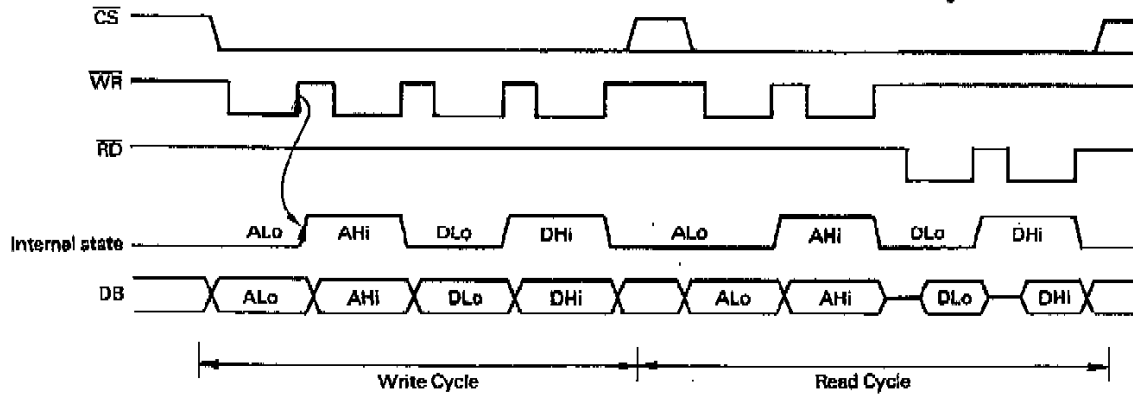 CS
WR
RD
ALo AHi DLo DHi ALo AHi DLo DHi
Internal state
DB ALo AHi DLo DHi ALo AHi DLo DHi
Write Cycle Read Cycle